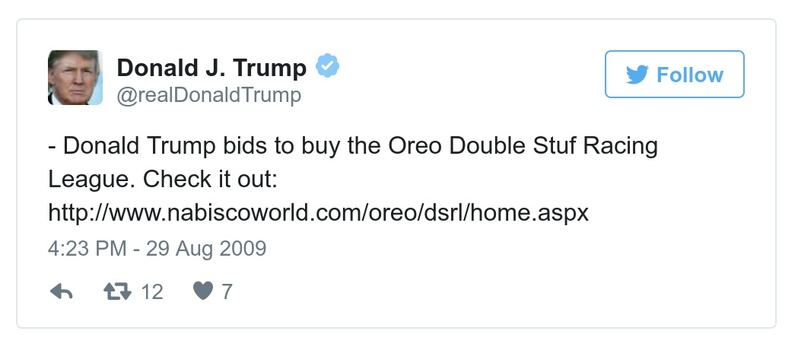 Donald J. Trump
@realDonaldTrump
Follow
- Donald Trump bids to buy the Oreo Double Stuf Racing
League. Check it out:
http://www.nabiscoworld.com/oreo/dsrl/home.aspx
4:23 PM - 29 Aug 2009
12 7